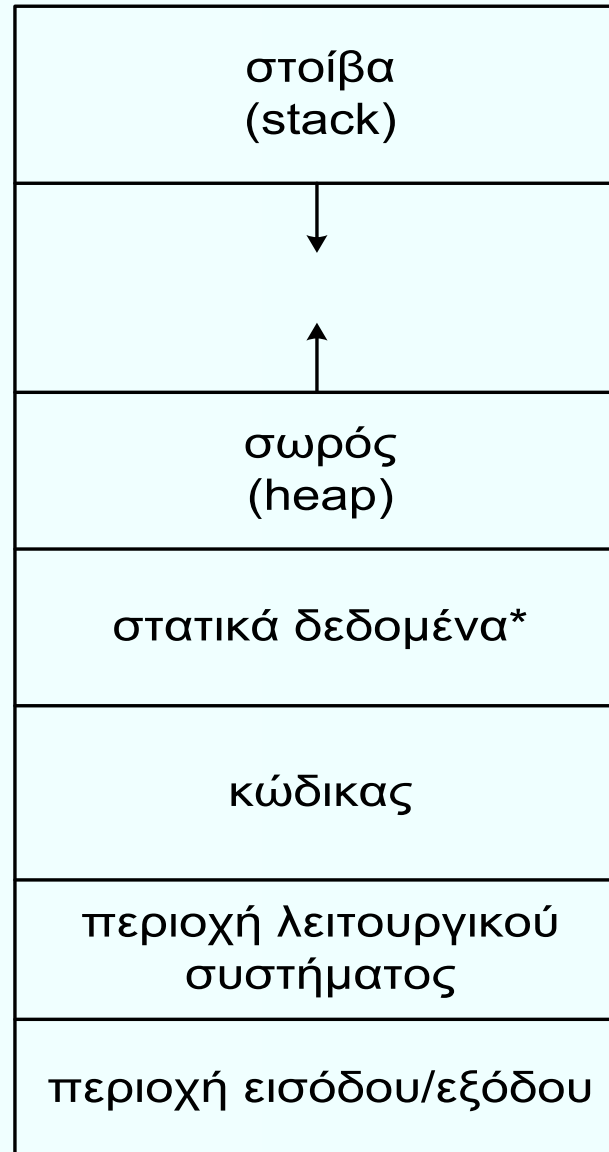 στοίβα
(stack)
σωρός
(heap)
στατικά δεδομένα*
κώδικας
περιοχή λειτουργικού
συστήματος
περιοχή εισόδου/εξόδου